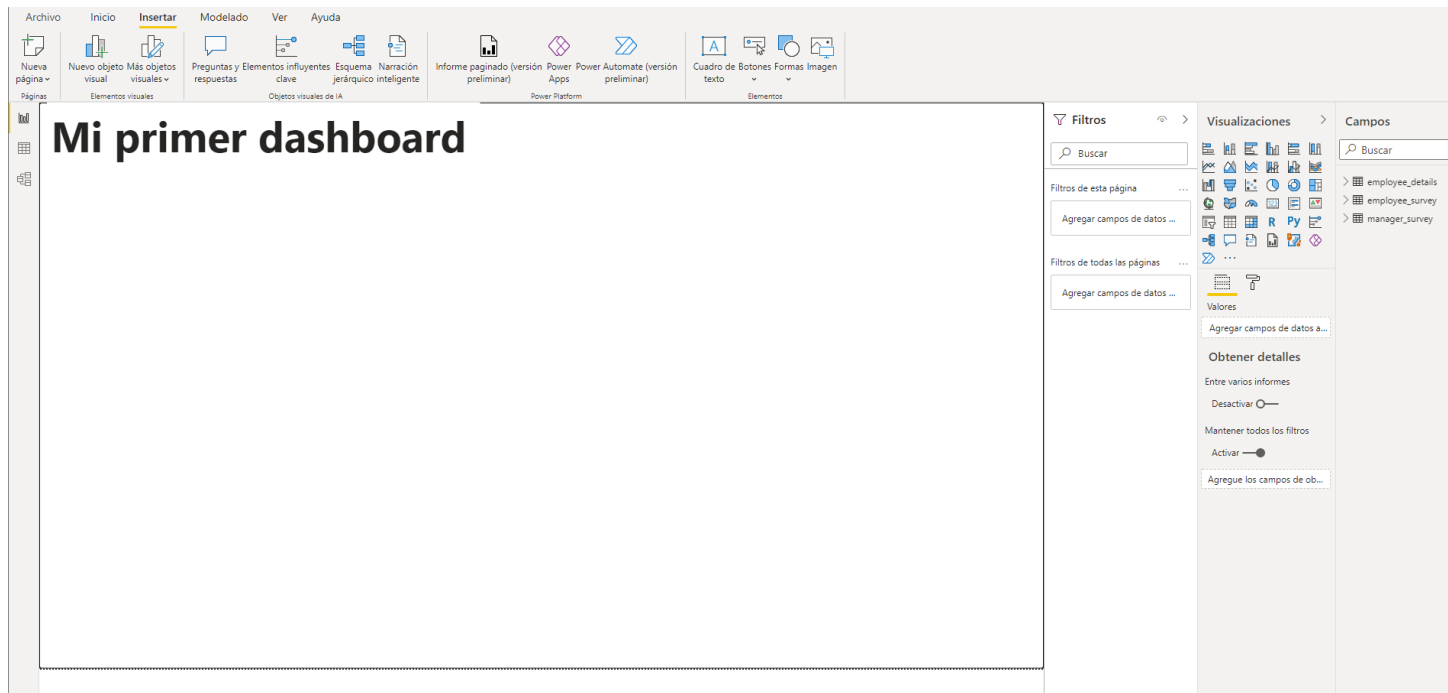 Archivo Inicio Insertar Modelado Ver Ayuda
Nueva página
Nuevo objeto visual
Más objetos visuales
Preguntas y respuestas
Elementos influyentes clave
Esquema jerárquico
Narración inteligente
Informe paginado (versión preliminar)
Power Apps
Power Automate (versión preliminar)
Cuadro de texto
Botones
Formas
Imagen
Páginas
Elementos visuales
Objetos visuales de IA
Power Platform
Elementos
Mi primer dashboard
Filtros
Buscar
Filtros de esta página ...
Agregar campos de datos ...
Filtros de todas las páginas ...
Agregar campos de datos ...
Visualizaciones
R Py
...
Valores
Agregar campos de datos a...
Obtener detalles
Entre varios informes
Desactivar
Mantener todos los filtros
Activar
Agregue los campos de ob...
Campos
Buscar
employee_details
employee_survey
manager_survey